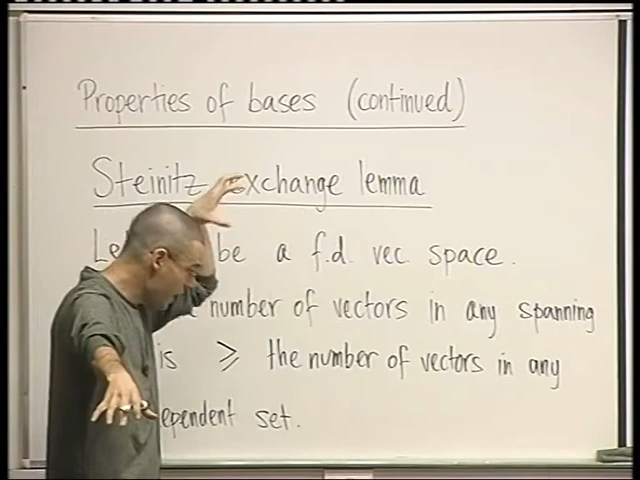 Properties of bases (continued)
Steinitz exchange lemma
be a f.d. vec space.
number of vectors in any spanning
is ≥ the number of vectors in any
ependent set.